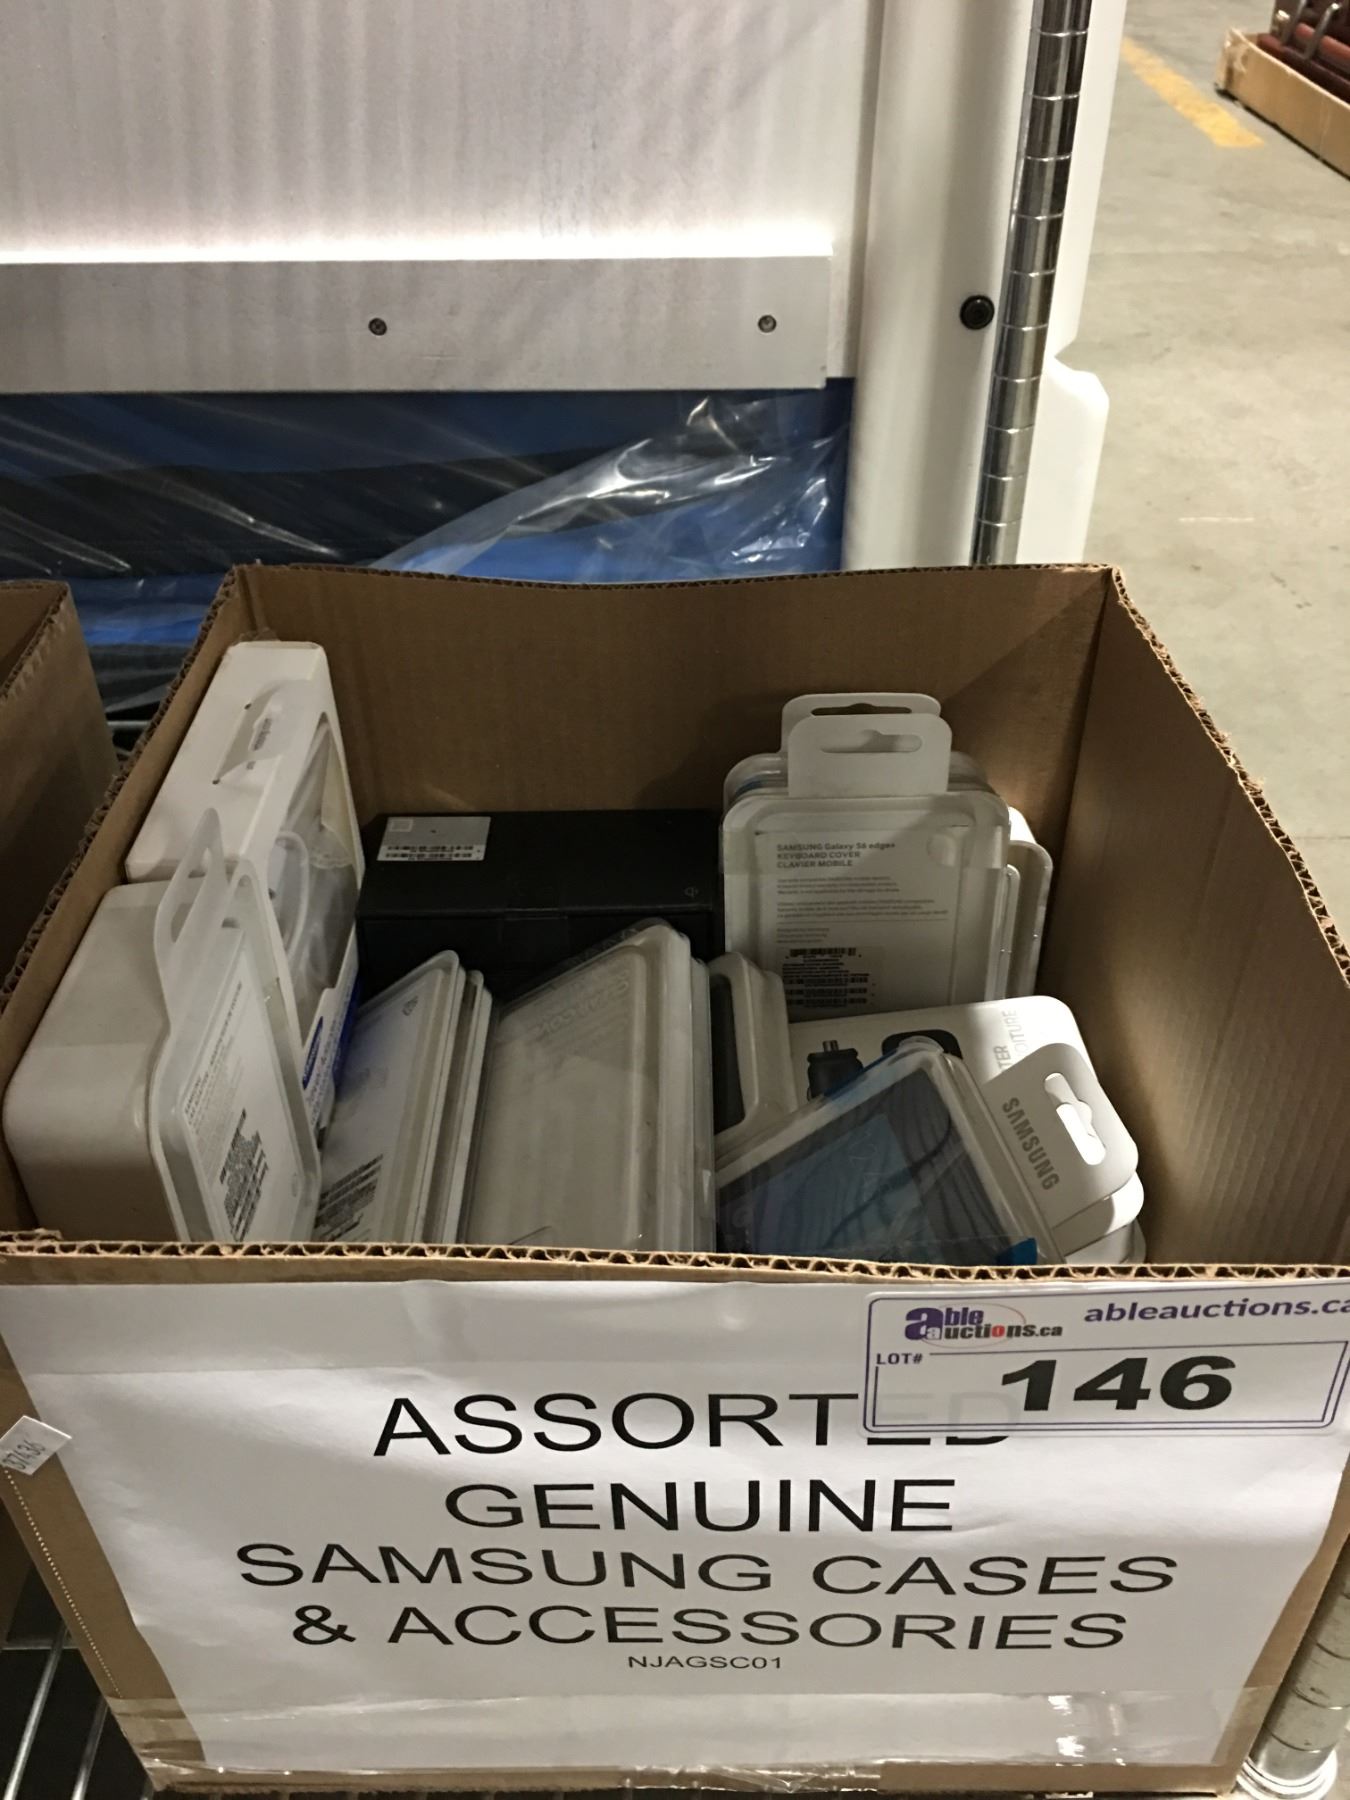 SAMSUNG Galaxy S6 edge+
KEYBOARD COVER
CLAVIER MOBILE
SAMSUNG
able auctions.ca
ableauctions.ca
LOT#
146
37436
ASSORTED
GENUINE
SAMSUNG CASES
& ACCESSORIES
NJAGSC01